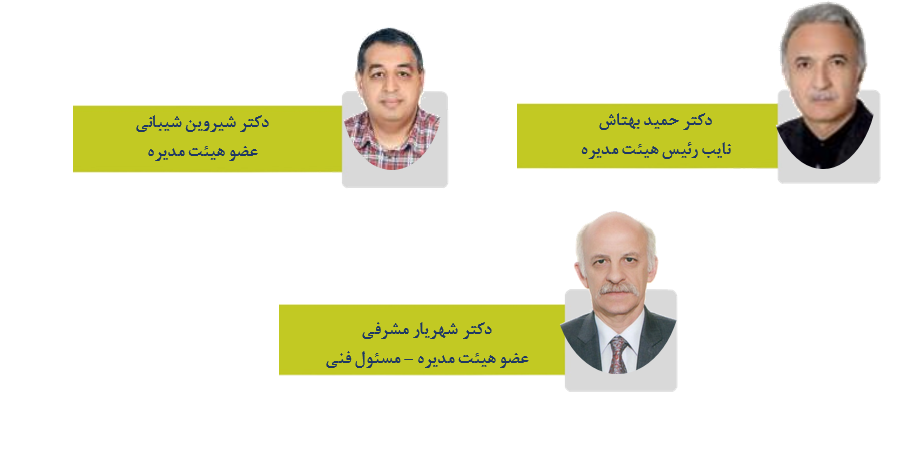 دکتر حمید بهتاش
نایب رئیس هیئت مدیره
دکتر شیروین شیبانی
عضو هیئت مدیره
دکتر شهریار مشرفی
عضو هیئت مدیره – مسئول فنی